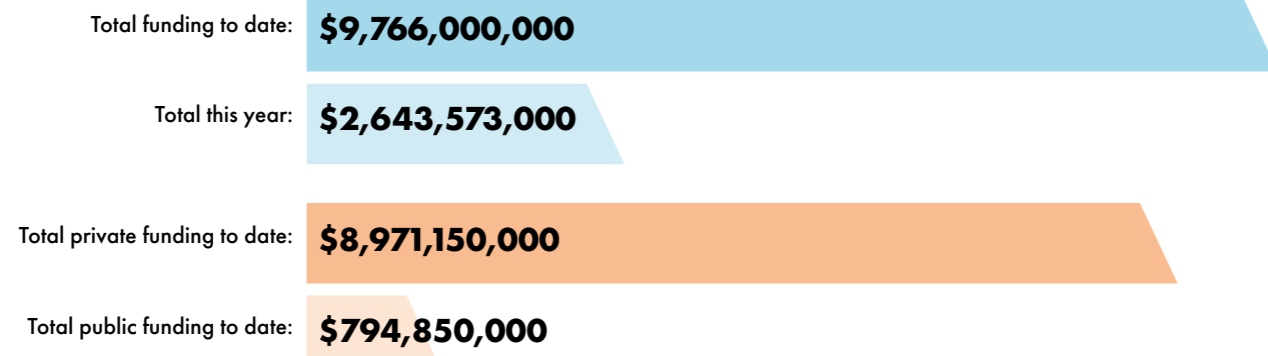 Total funding to date: $9,766,000,000
Total this year: $2,643,573,000
Total private funding to date: $8,971,150,000
Total public funding to date: $794,850,000